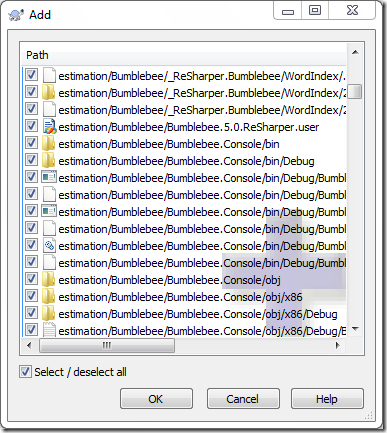 Add
Path
estimation/Bumblebee/_ReSharper.Bumblebee/WordIndex/.
estimation/Bumblebee/_ReSharper.Bumblebee/WordIndex/2
estimation/Bumblebee/_ReSharper.Bumblebee/WordIndex/2
estimation/Bumblebee/Bumblebee.5.0.ReSharper.user
estimation/Bumblebee/Bumblebee.Console/bin
estimation/Bumblebee/Bumblebee.Console/bin/Debug
estimation/Bumblebee/Bumblebee.Console/bin/Debug/Bumbl
estimation/Bumblebee/Bumblebee.Console/bin/Debug/Bumbl
estimation/Bumblebee/Bumblebee.Console/bin/Debug/Bumbl
estimation/Bumblebee/Bumblebee.Console/bin/Debug/Bumbl
estimation/Bumblebee/Bumblebee.Console/bin/Debug/Bumbl
estimation/Bumblebee/Bumblebee.Console/bin/Debug/Bumbl
estimation/Bumblebee/Bumblebee.Console/obj
estimation/Bumblebee/Bumblebee.Console/obj/x86
estimation/Bumblebee/Bumblebee.Console/obj/x86/Debug
estimation/Bumblebee/Bumblebee.Console/obj/x86/Debug/B
Select / deselect all
OK Cancel Help